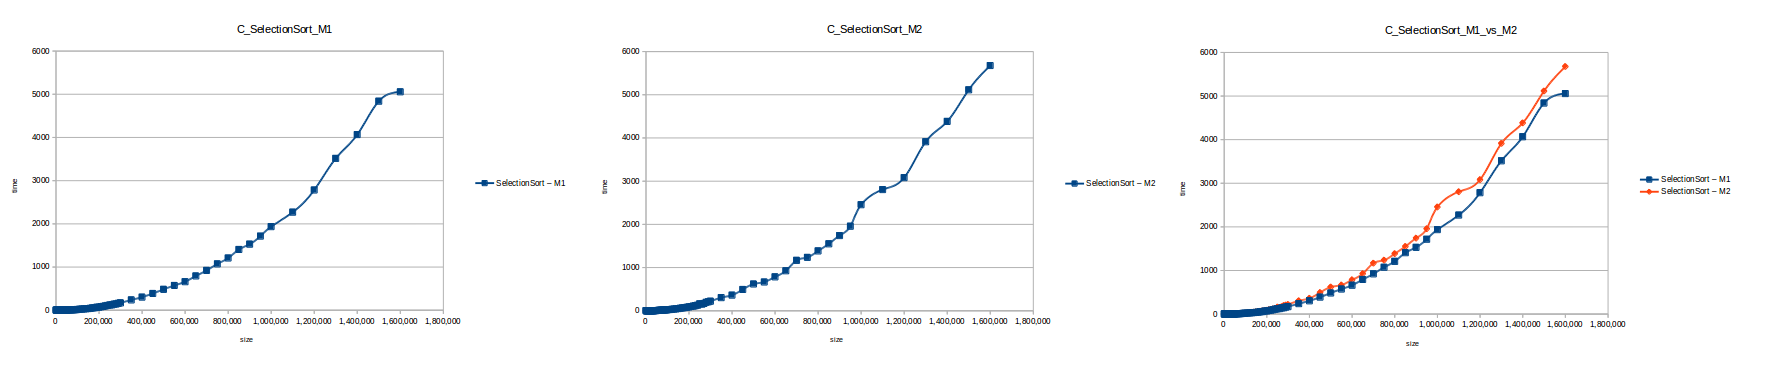 C_SelectionSort_M1
6000
5000
4000
3000
2000
1000
0
time
0 200,000 400,000 600,000 800,000 1,000,000 1,200,000 1,400,000 1,600,000 1,800,000
size
SelectionSort – M1
C_SelectionSort_M2
6000
5000
4000
3000
2000
1000
0
time
0 200,000 400,000 600,000 800,000 1,000,000 1,200,000 1,400,000 1,600,000 1,800,000
size
SelectionSort – M2
C_SelectionSort_M1_vs_M2
6000
5000
4000
3000
2000
1000
0
time
0 200,000 400,000 600,000 800,000 1,000,000 1,200,000 1,400,000 1,600,000 1,800,000
size
SelectionSort – M1
SelectionSort – M2